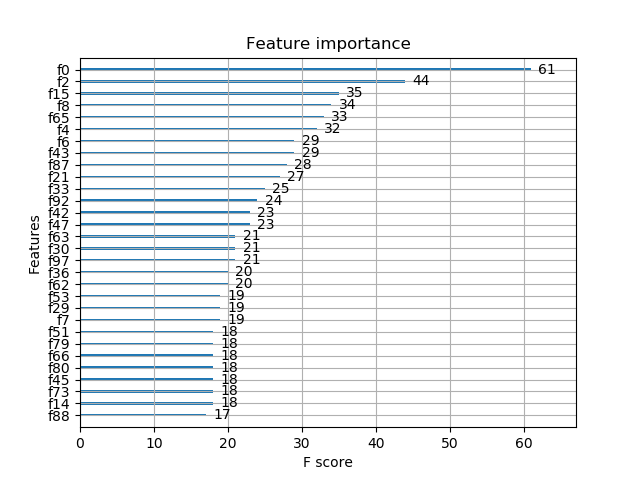 Feature importance
f0 61
f2 44
f15 35
f8 34
f65 33
f4 32
f6 29
f43 29
f87 28
f21 27
f33 25
f92 24
f42 23
f47 23
f63 21
f30 21
f97 21
f36 20
f62 20
f53 19
f29 19
f7 19
f51 18
f79 18
f66 18
f80 18
f45 18
f73 18
f14 18
f88 17
Features
0 10 20 30 40 50 60
F score